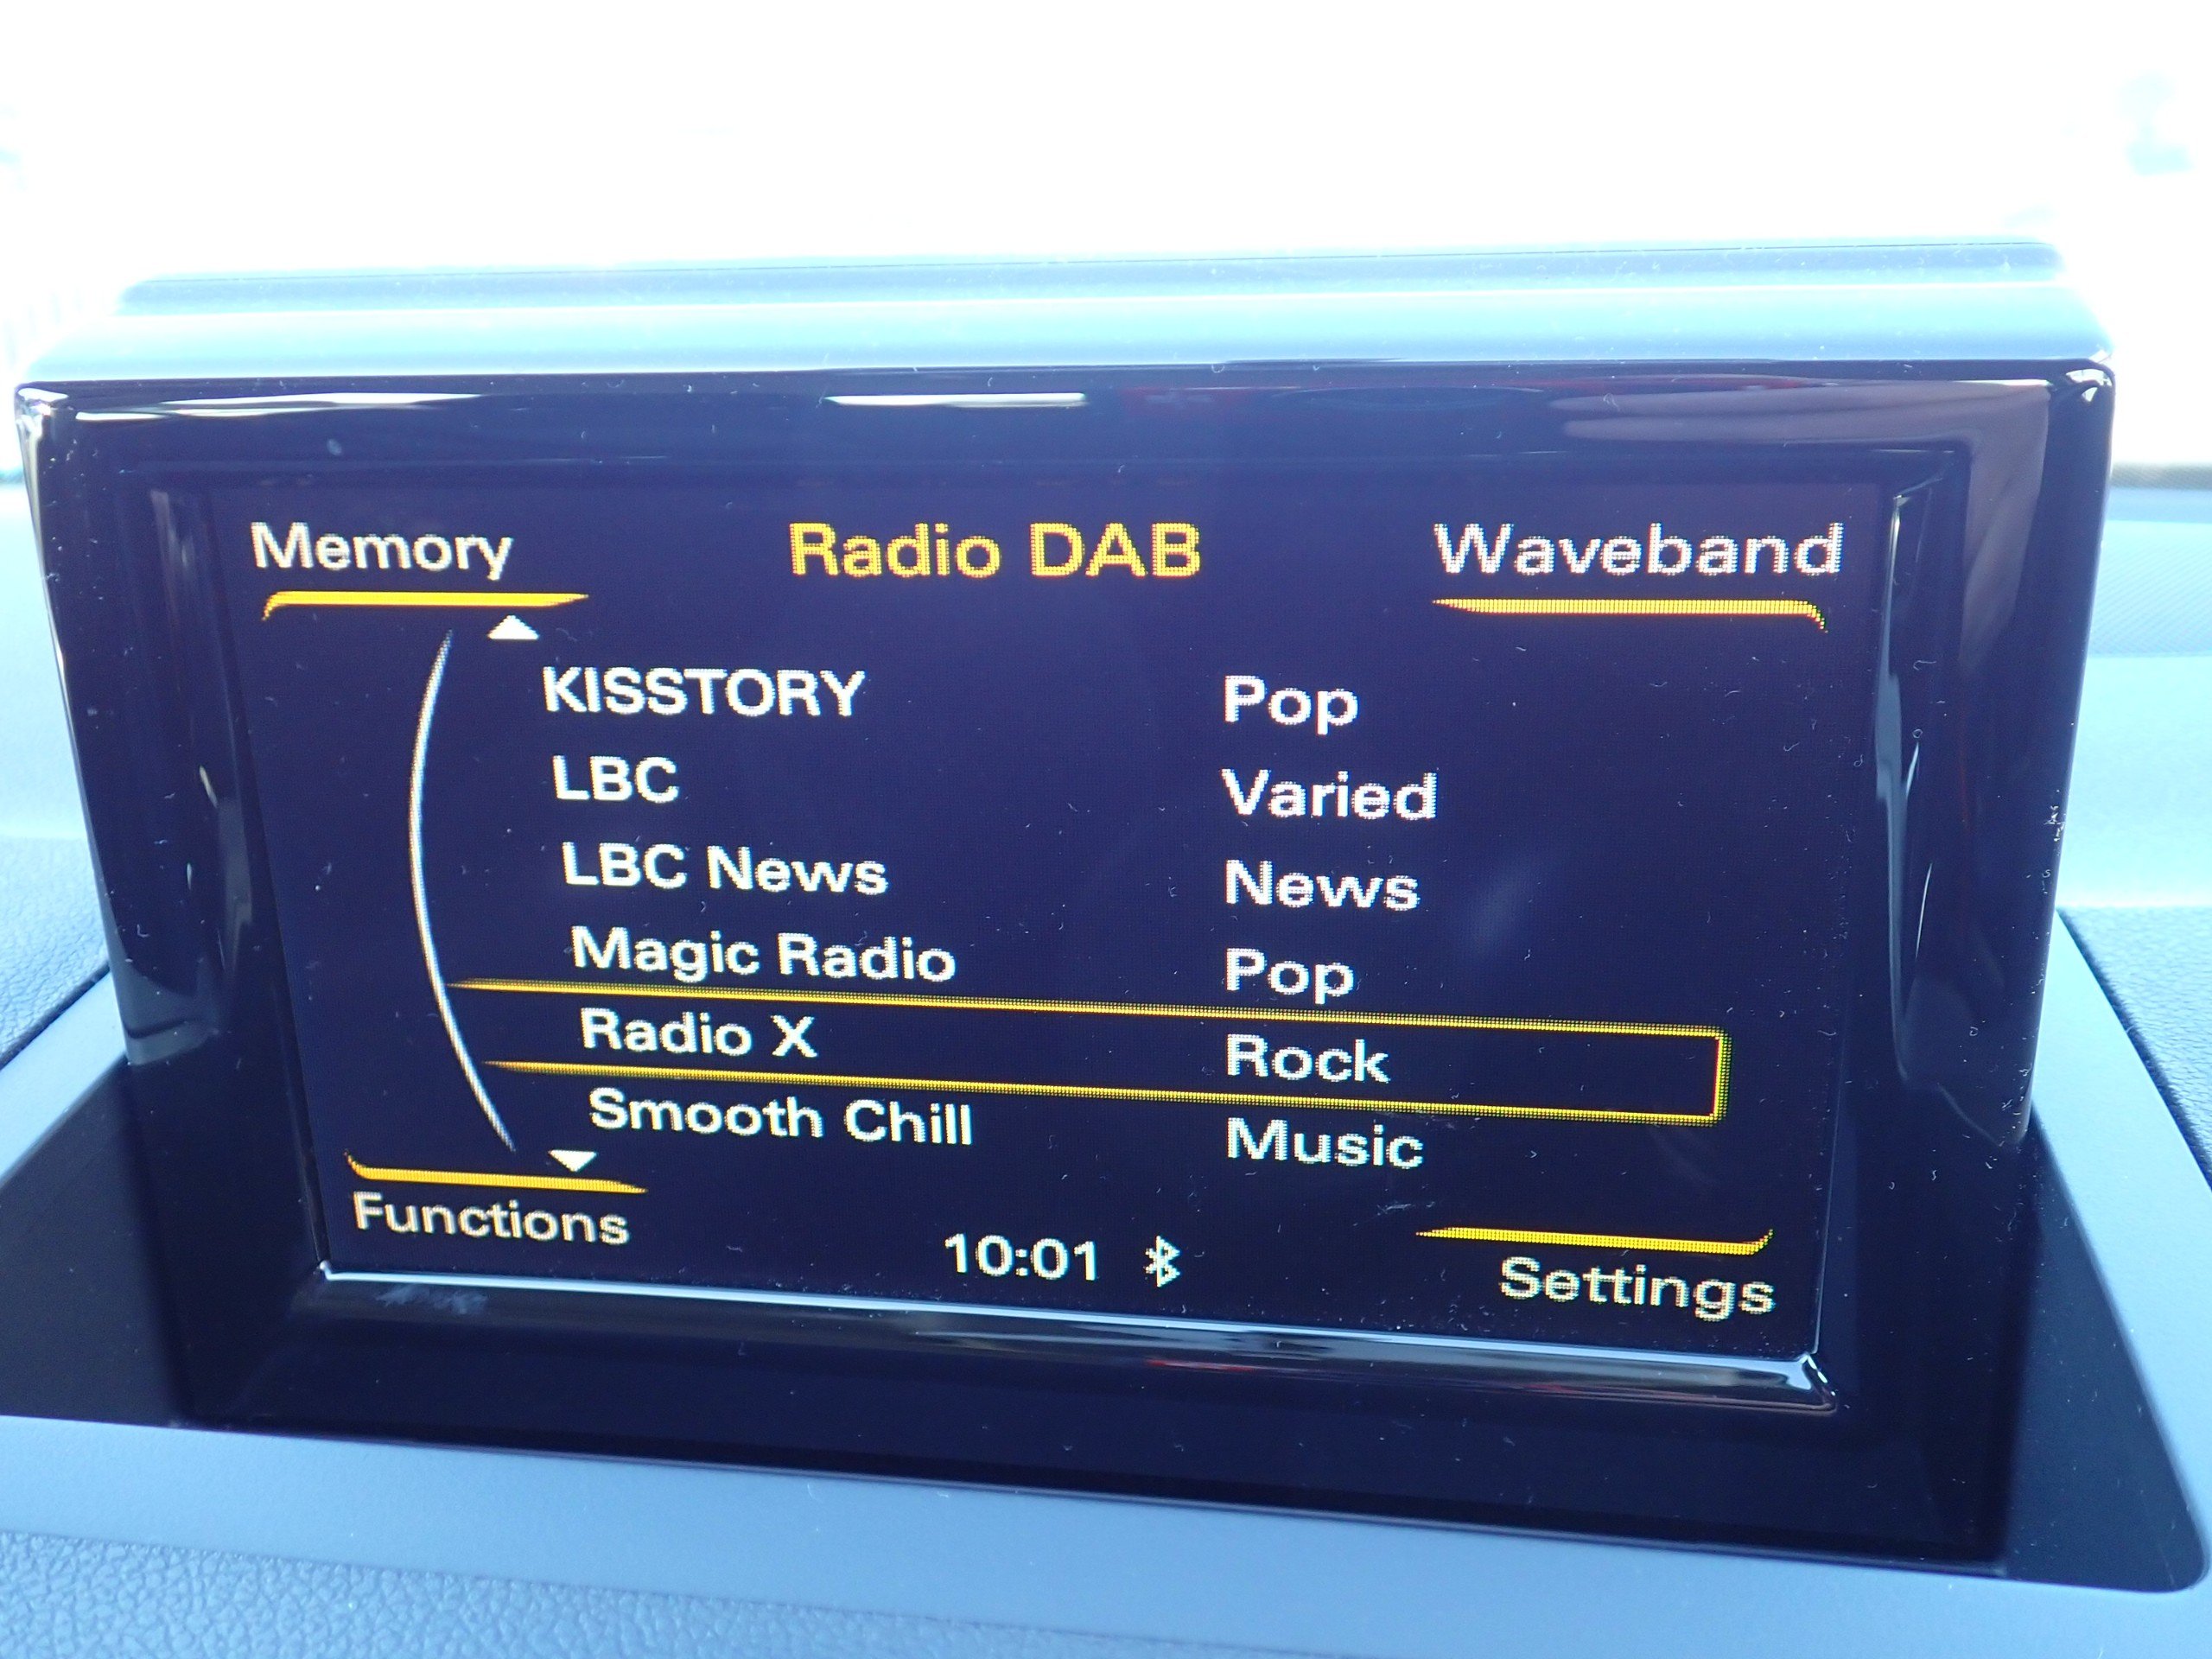 Memory Radio DAB Waveband
KISSTORY Pop
LBC Varied
LBC News News
Magic Radio Pop
Radio X Rock
Smooth Chill Music
Functions 10:01 Settings